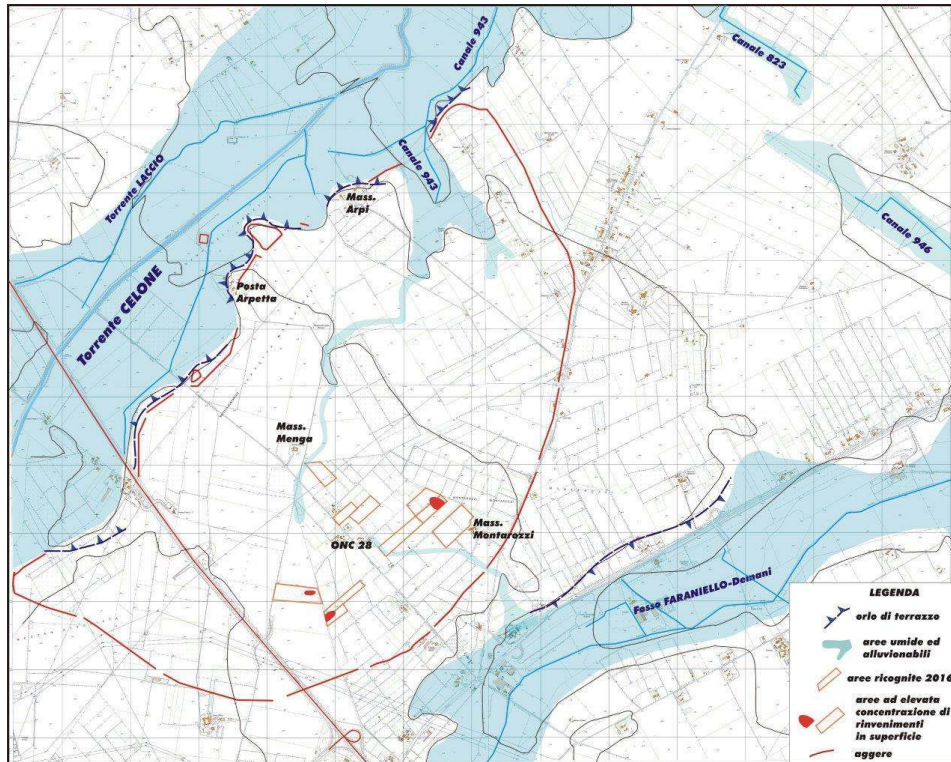 Canale 943
Canale 823
Torrente LACCIO
Canale 943
Mass.
Arpi
Canale 946
Torrente CELONE
Posta
Arpetta
Mass.
Menga
Mass.
Montarozzi
ONC 28
Fosso FARANIELLO-Demani
LEGENDA
orlo di terrazzo
aree umide ed
alluvionabili
aree ricognite 2016
aree ad elevata
concentrazione di
rinvenimenti
in superficie
aggere